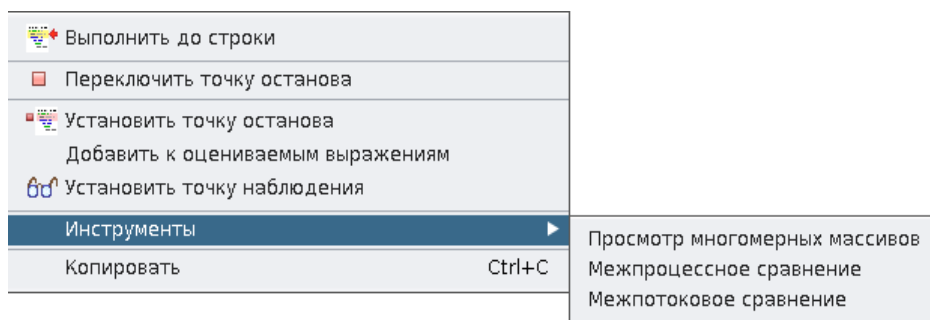 Выполнить до строки
Переключить точку останова
Установить точку останова
Добавить к оцениваемым выражениям
Установить точку наблюдения
Инструменты
Копировать Ctrl+C
Просмотр многомерных массивов
Межпроцессное сравнение
Межпотоковое сравнение